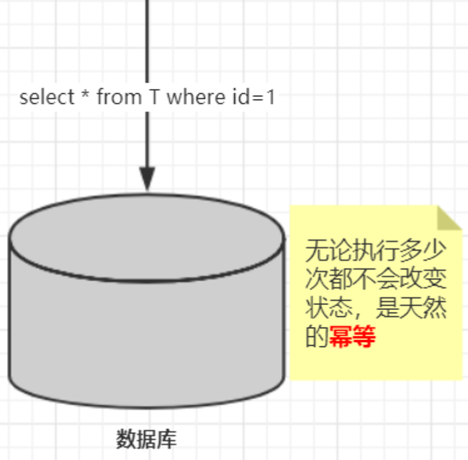 select * from T where id=1
无论执行多少
次都不会改变
状态，是天然
的幂等
数据库